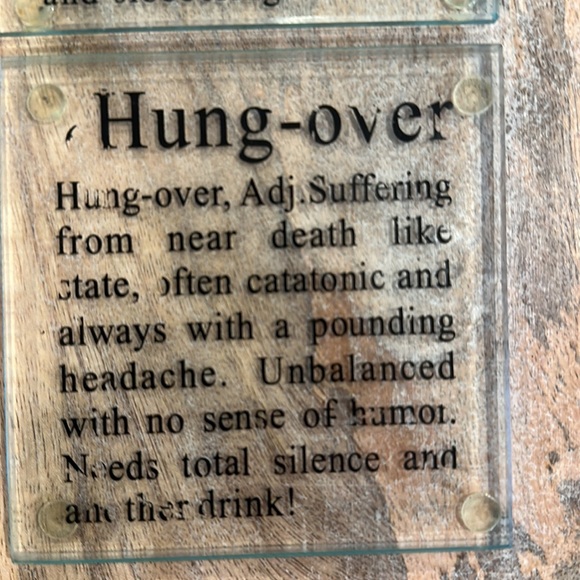 and
Hung-over
Hung-over, Adj.Suffering
from near death like
state, often catatonic and
always with a pounding
headache. Unbalanced
with no sense of humor.
Needs total silence and
another drink!